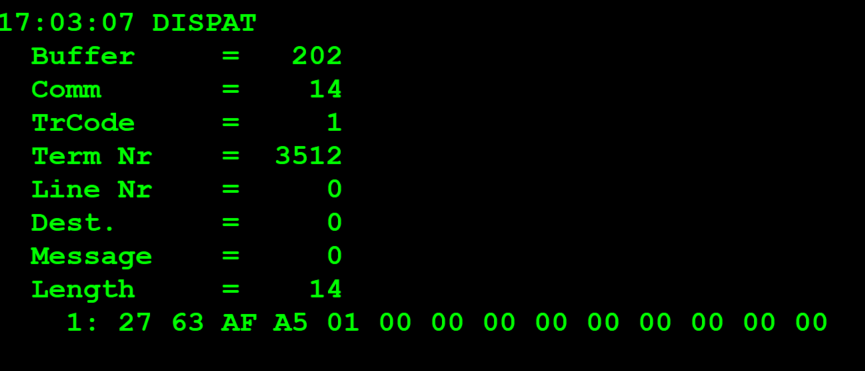 17:03:07 DISPAT
Buffer = 202
Comm = 14
TrCode = 1
Term Nr = 3512
Line Nr = 0
Dest. = 0
Message = 0
Length = 14
1: 27 63 AF A5 01 00 00 00 00 00 00 00 00 00